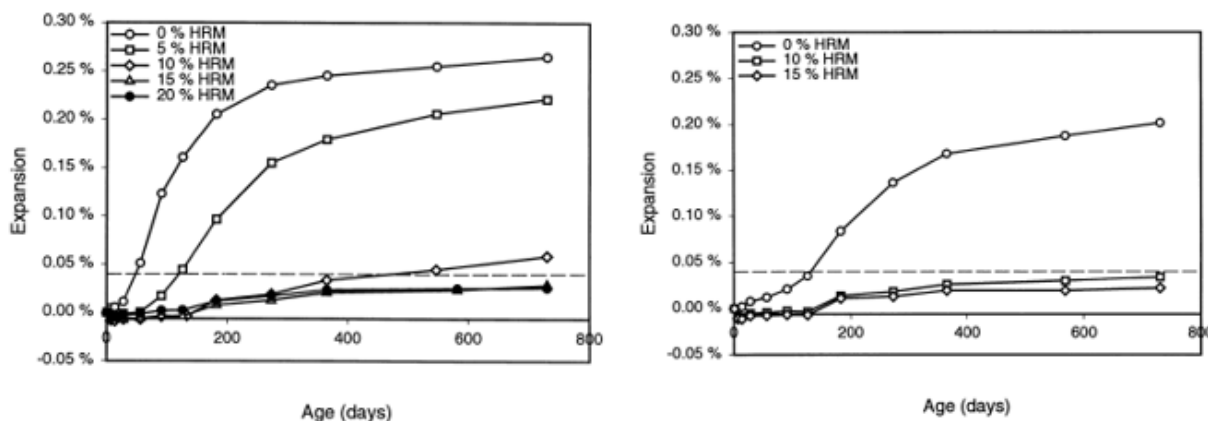 0.30 %
0.25 %
0.20 %
0.15 %
0.10 %
0.05 %
0.00 %
-0.05 %
Expansion
0 % HRM
5 % HRM
10 % HRM
15 % HRM
20 % HRM
0
200
400
600
800
Age (days)
0.30 %
0.25 %
0.20 %
0.15 %
0.10 %
0.05 %
0.00 %
-0.05 %
Expansion
0 % HRM
10 % HRM
15 % HRM
0
200
400
600
800
Age (days)